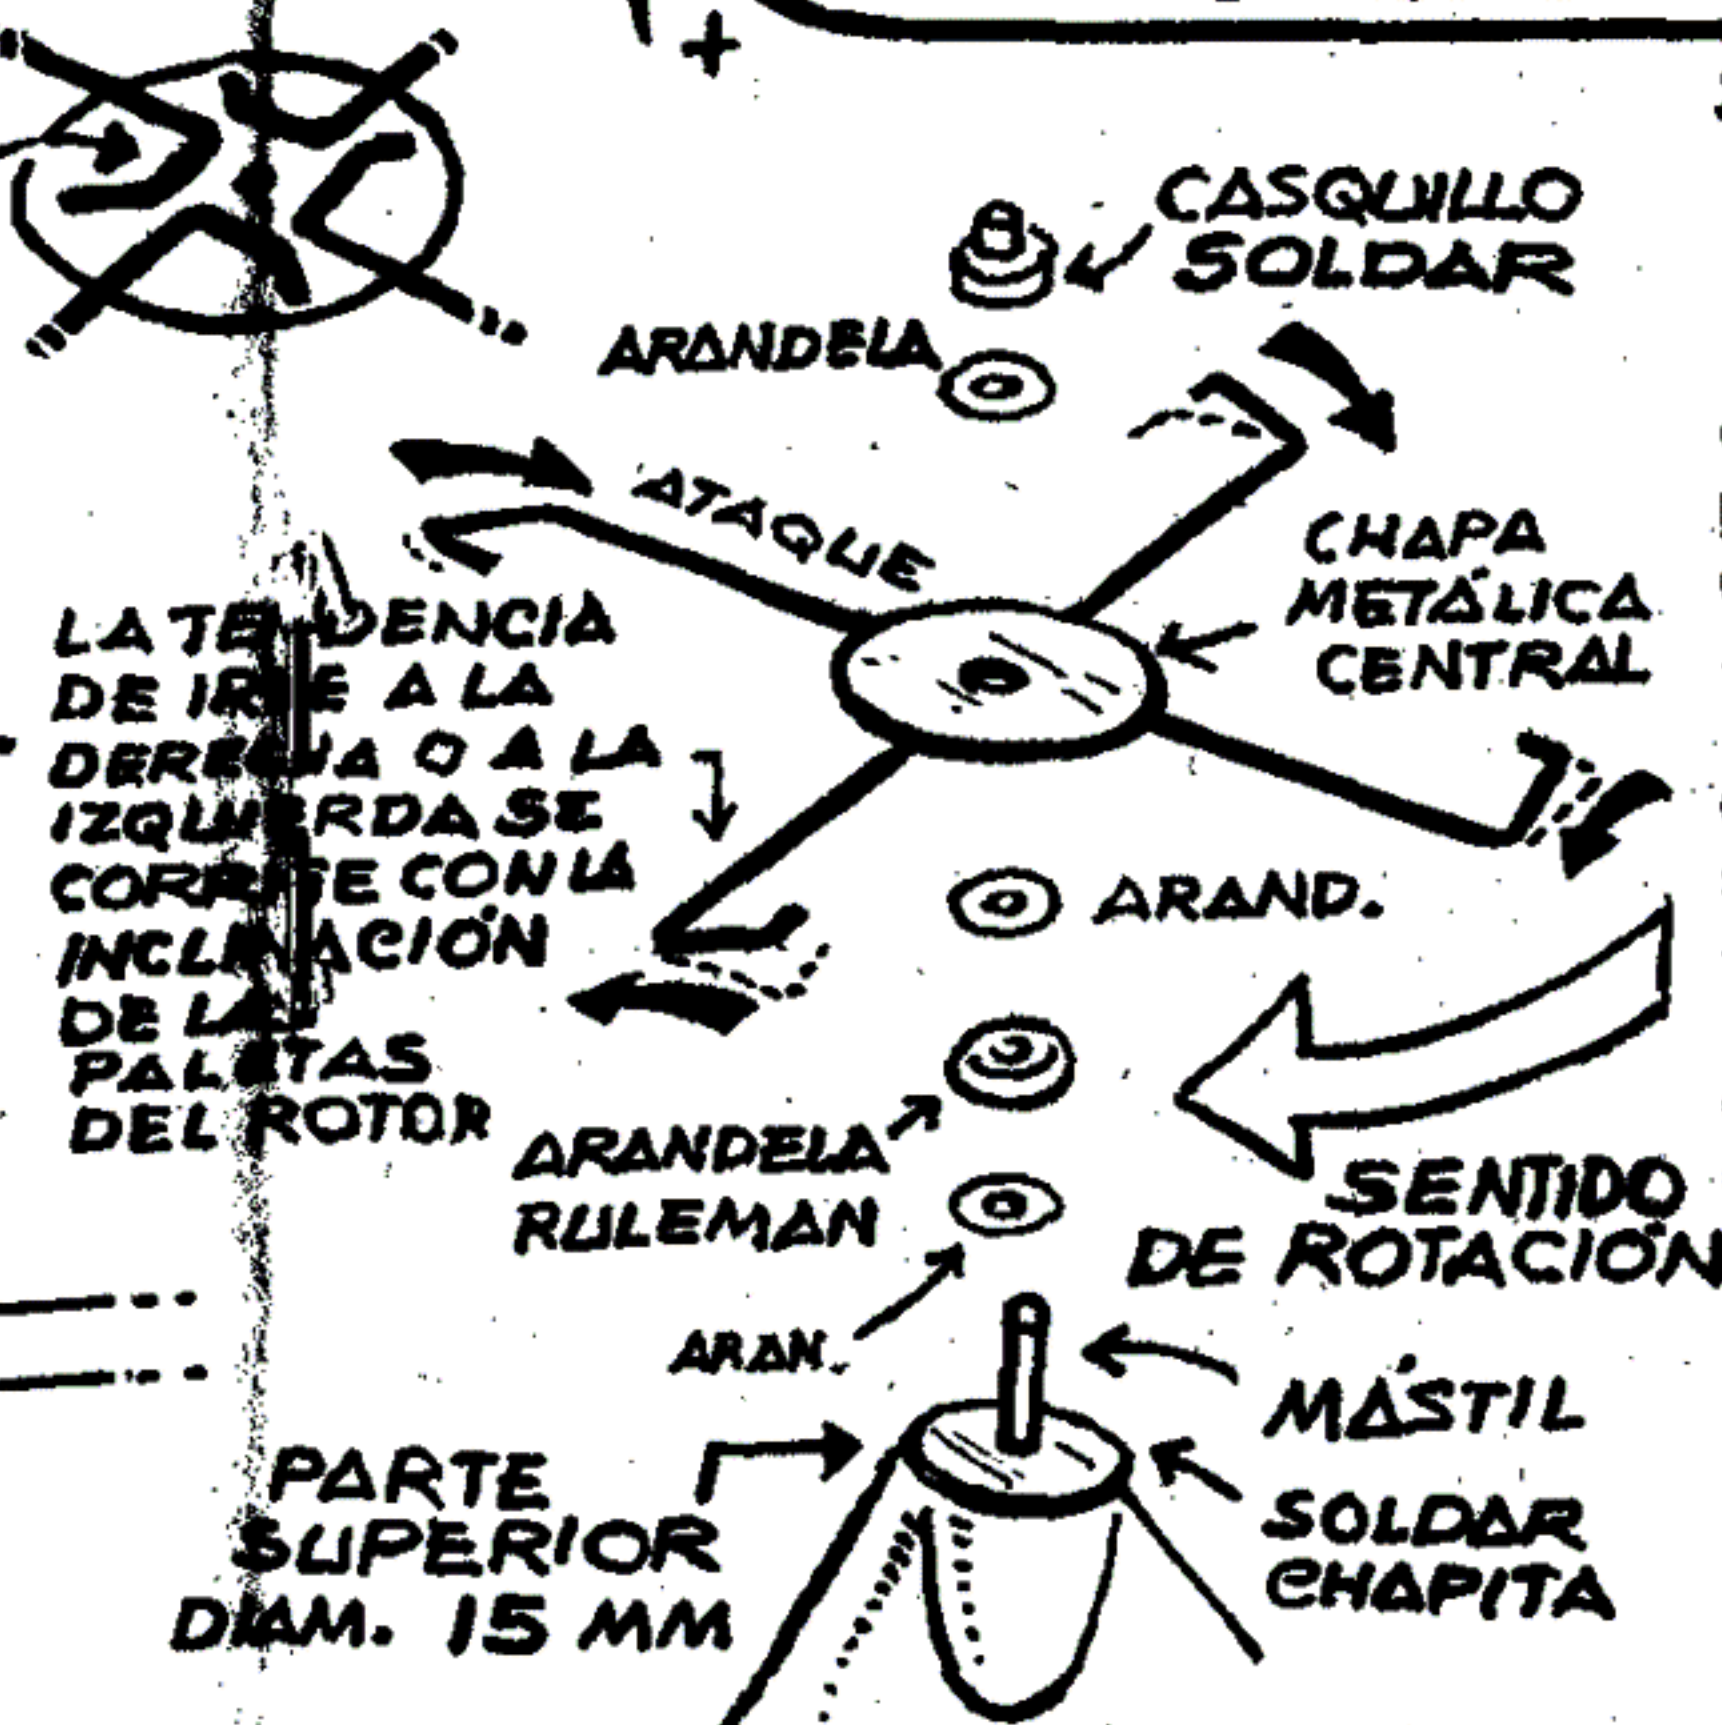 +
CASQUILLO
SOLDAR
ARANDELA
ATAQUE
CHAPA
METÁLICA
CENTRAL
LA TENDENCIA
DE IRSE A LA
DERECHA O A LA
IZQUIERDA SE
CORRIGE CON LA
INCLINACIÓN
DE LAS
PALETAS
DEL ROTOR
ARAND.
ARANDELA
RULEMAN
SENTIDO
DE ROTACIÓN
ARAN.
MÁSTIL
PARTE
SUPERIOR
DIAM. 15 MM
SOLDAR
CHAPITA